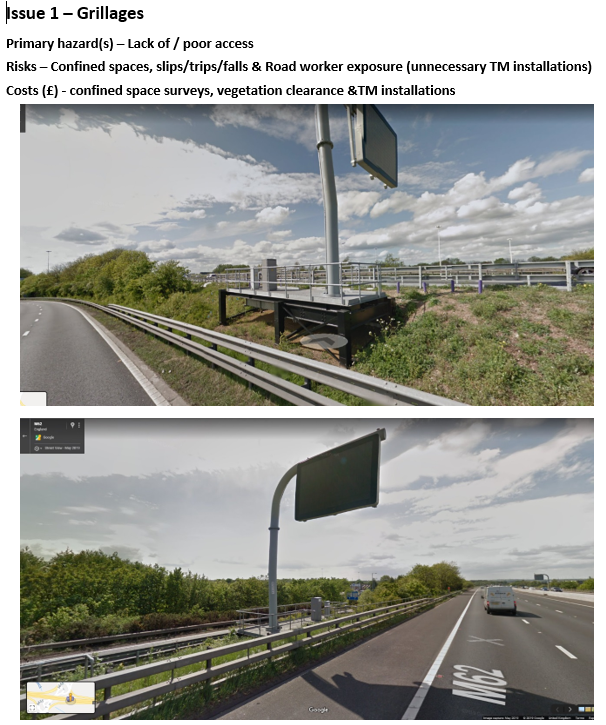 Issue 1 – Grillages
Primary hazard(s) – Lack of / poor access
Risks – Confined spaces, slips/trips/falls & Road worker exposure (unnecessary TM installations)
Costs (£) - confined space surveys, vegetation clearance &TM installations
M62
Google
M62
Google